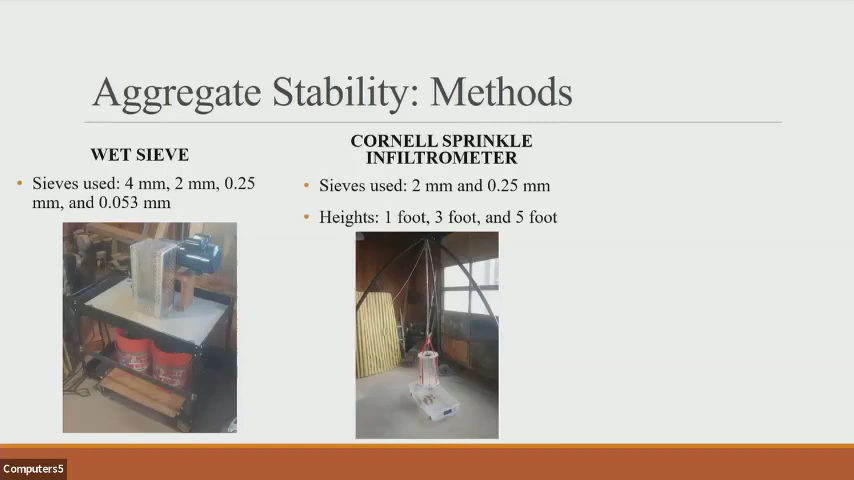 Aggregate Stability: Methods
WET SIEVE
• Sieves used: 4 mm, 2 mm, 0.25
mm, and 0.053 mm
CORNELL SPRINKLE
INFILTROMETER
• Sieves used: 2 mm and 0.25 mm
• Heights: 1 foot, 3 foot, and 5 foot
Computers5